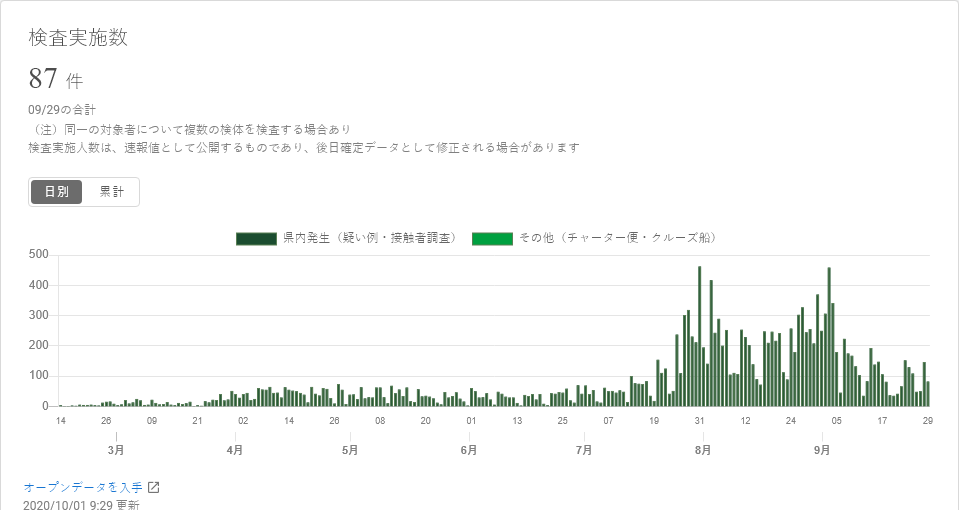 検査実施数
87 件
09/29の合計
（注）同一の対象者について複数の検体を検査する場合あり
検査実施人数は、速報値として公開するものであり、後日確定データとして修正される場合があります
日別 累計
県内発生（疑い例・接触者調査） その他（チャーター便・クルーズ船）
500
400
300
200
100
0
14 26 09 21 02 14 26 08 20 01 13 25 07 19 31 12 24 05 17 29
3月 4月 5月 6月 7月 8月 9月
オープンデータを入手
2020/10/01 9:29 更新